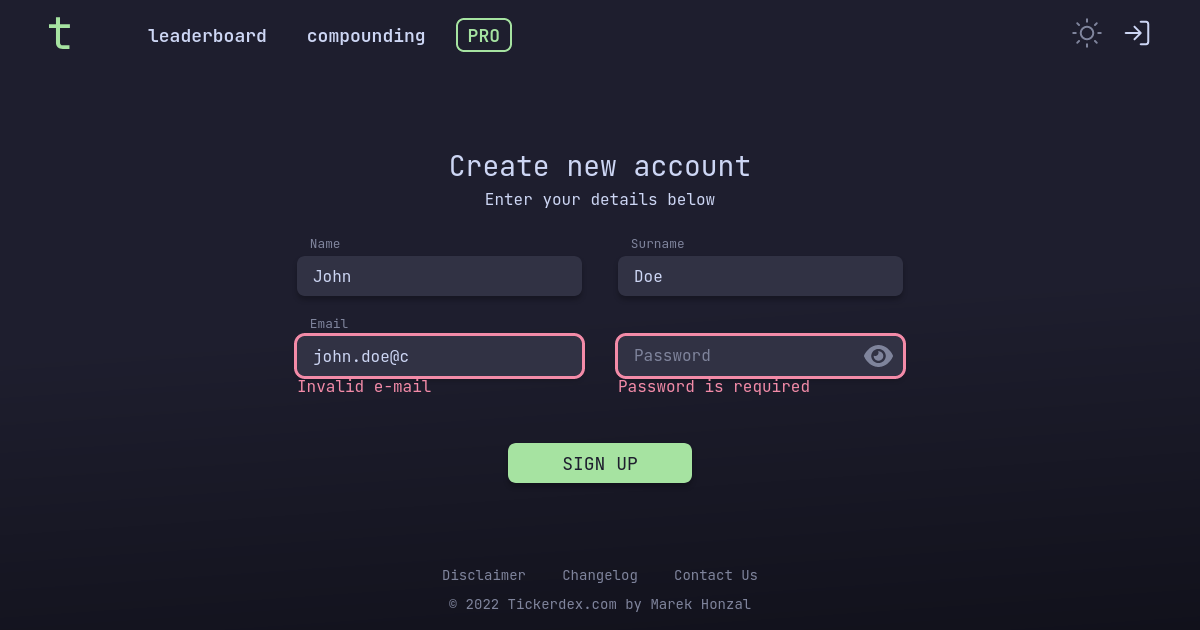 t leaderboard compounding PRO
Create new account
Enter your details below
Name Surname
John Doe
Email
john.doe@c Password
Invalid e-mail Password is required
SIGN UP
Disclaimer Changelog Contact Us
© 2022 Tickerdex.com by Marek Honzal